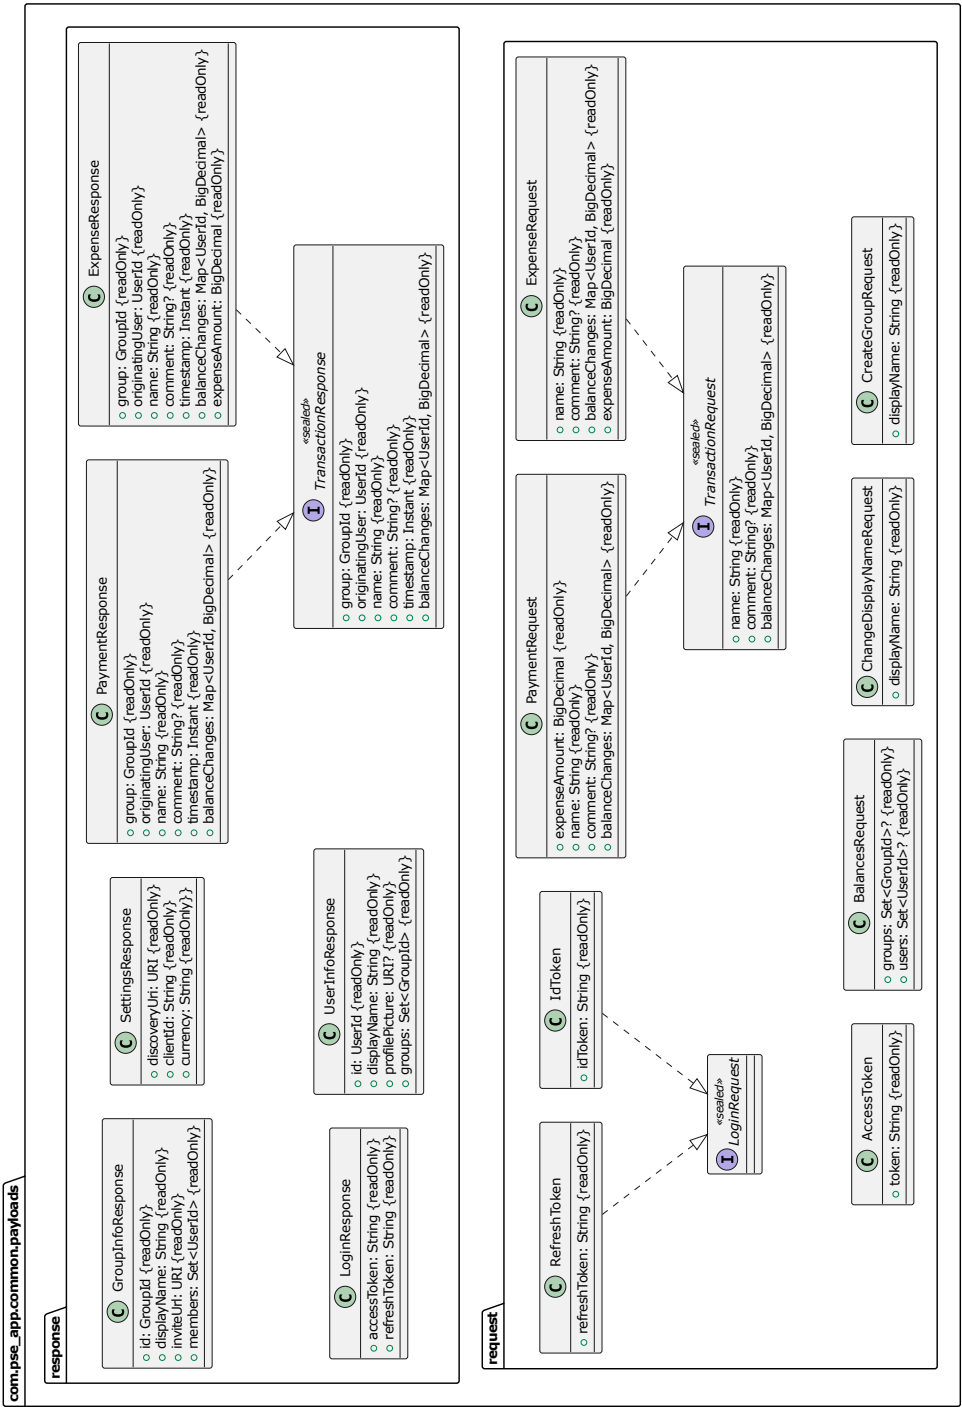 com.pse_app.common.payloads
response
GroupInfoResponse
id: GroupId {readOnly}
displayName: String {readOnly}
inviteUrl: URI {readOnly}
members: Set<UserId> {readOnly}
SettingsResponse
discoveryUri: URI {readOnly}
clientId: String {readOnly}
currency: String {readOnly}}
PaymentResponse
group: GroupId {readOnly}
originatingUser: UserId {readOnly}
name: String {readOnly}
comment: String? {readOnly}
timestamp: Instant {readOnly}
balanceChanges: Map<UserId, BigDecimal> {readOnly}
ExpenseResponse
group: GroupId {readOnly}
originatingUser: UserId {readOnly}
name: String {readOnly}
comment: String? {readOnly}
timestamp: Instant {readOnly}
balanceChanges: Map<UserId, BigDecimal> {readOnly}
expenseAmount: BigDecimal {readOnly}
LoginResponse
accessToken: String {readOnly}
refreshToken: String {readOnly}
UserInfoResponse
id: UserId {readOnly}
displayName: String {readOnly}
profilePicture: URI? {readOnly}
groups: Set<GroupId> {readOnly}
«sealed»
TransactionResponse
group: GroupId {readOnly}
originatingUser: UserId {readOnly}
name: String {readOnly}
comment: String? {readOnly}
timestamp: Instant {readOnly}
balanceChanges: Map<UserId, BigDecimal> {readOnly}
request
RefreshToken
refreshToken: String {readOnly}
IdToken
idToken: String {readOnly}
PaymentRequest
expenseAmount: BigDecimal {readOnly}
name: String {readOnly}
comment: String? {readOnly}
balanceChanges: Map<UserId, BigDecimal> {readOnly}
ExpenseRequest
name: String {readOnly}
comment: String? {readOnly}
balanceChanges: Map<UserId, BigDecimal> {readOnly}
expenseAmount: BigDecimal {readOnly}
«sealed»
LoginRequest
«sealed»
TransactionRequest
name: String {readOnly}
comment: String? {readOnly}
balanceChanges: Map<UserId, BigDecimal> {readOnly}
AccessToken
token: String {readOnly}
BalancesRequest
groups: Set<GroupId>? {readOnly}
users: Set<UserId>? {readOnly}
ChangeDisplayNameRequest
displayName: String {readOnly}
CreateGroupRequest
displayName: String {readOnly}